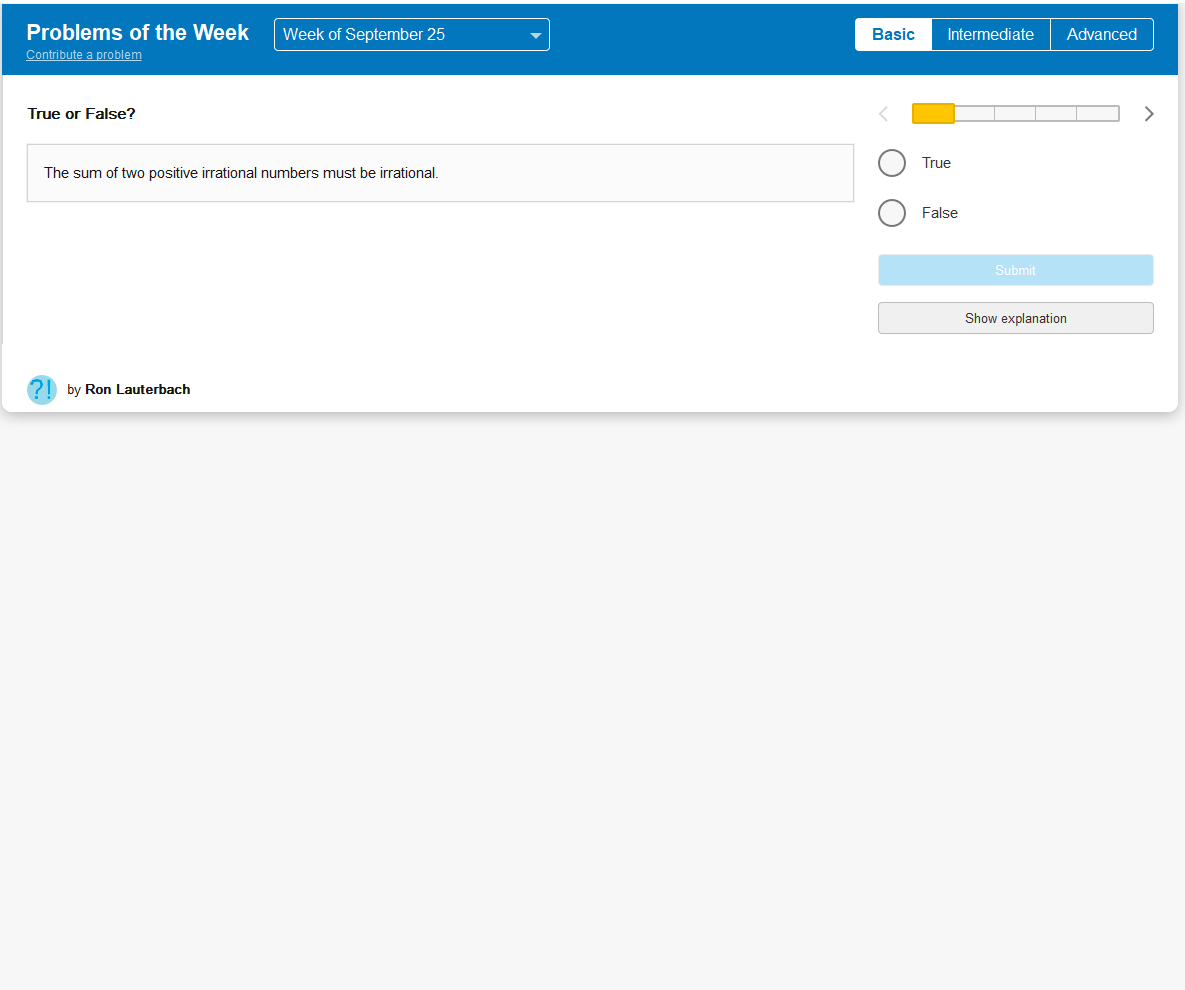 Problems of the Week
Contribute a problem
Week of September 25
Basic
Intermediate
Advanced
True or False?
The sum of two positive irrational numbers must be irrational.
True
False
Submit
Show explanation
?!
by Ron Lauterbach